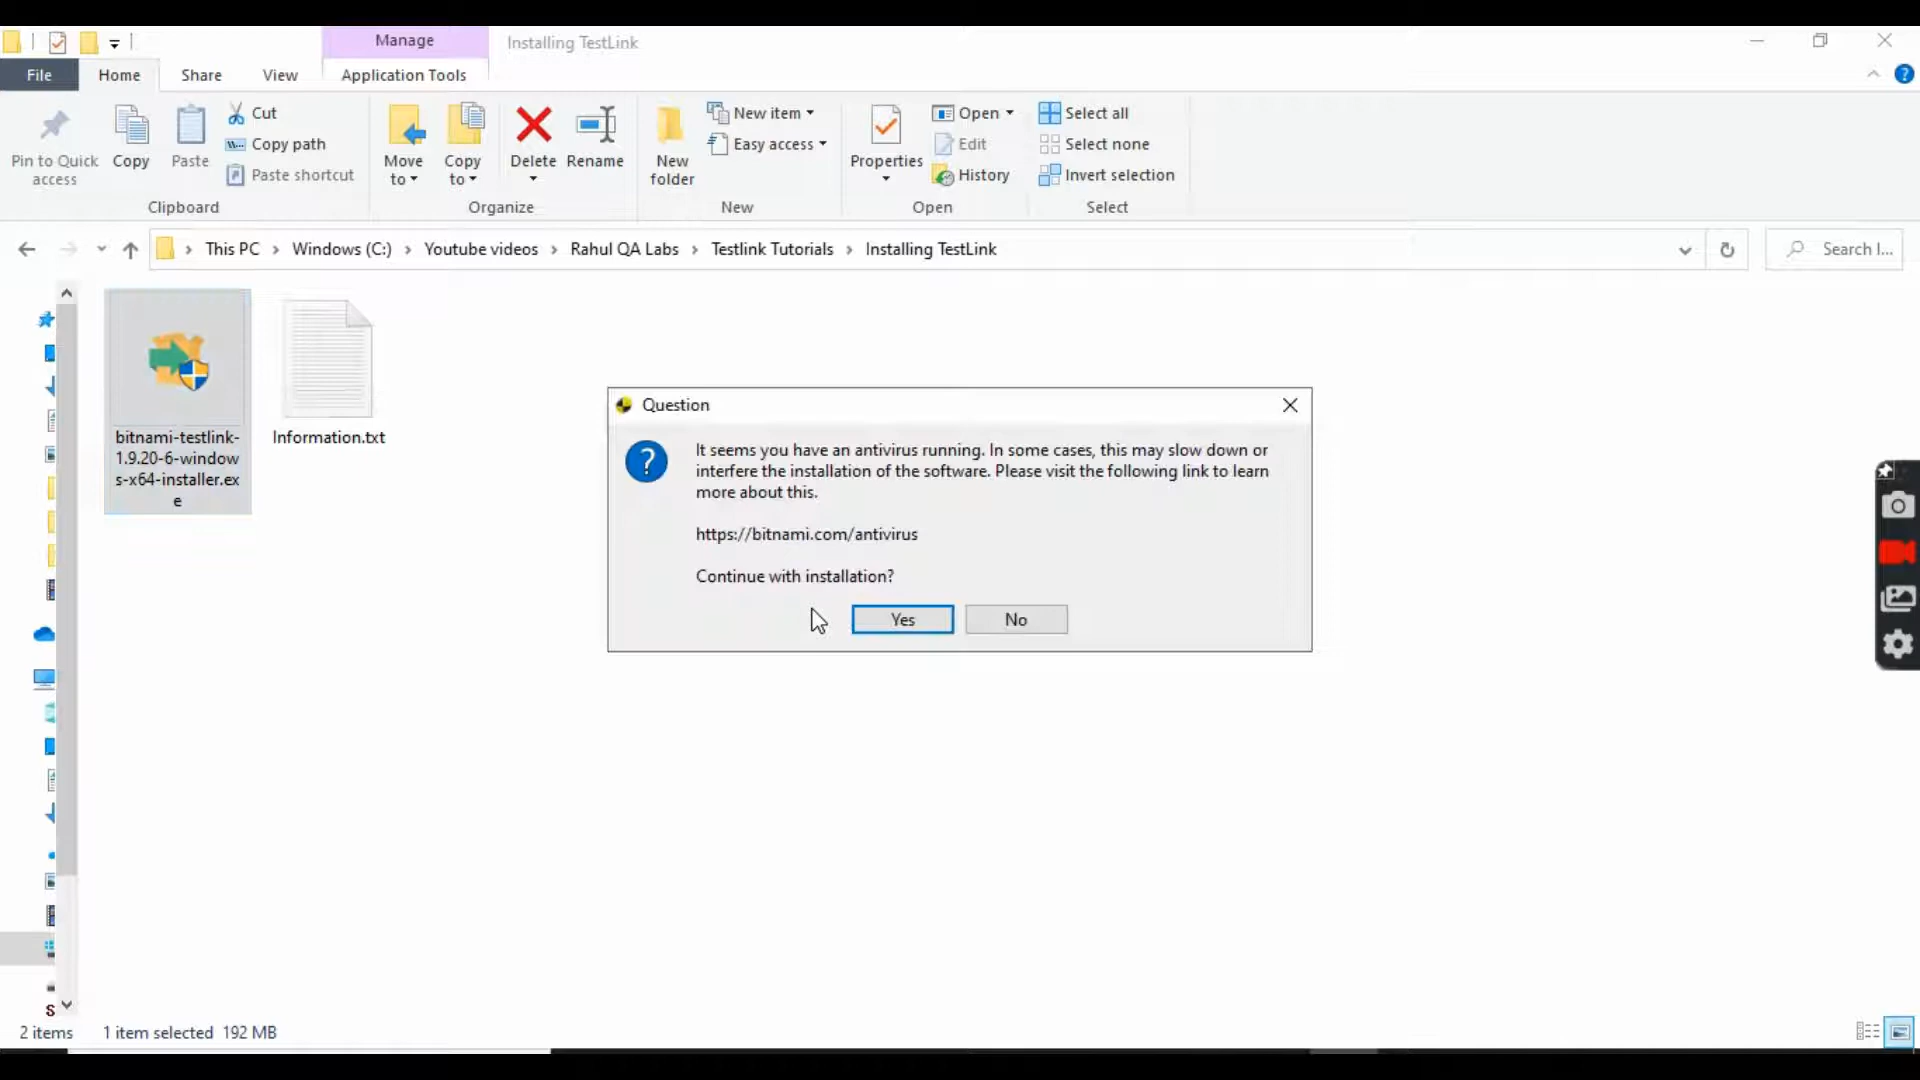 Manage
Installing TestLink
File
Home
Share
View
Application Tools
Pin to Quick
access
Copy
Paste
Cut
Copy path
Paste shortcut
Clipboard
Move
to
Copy
to
Delete
Rename
Organize
New
folder
New item
Easy access
New
Properties
Open
Edit
History
Open
Select all
Select none
Invert selection
Select
This PC > Windows (C:) > Youtube videos > Rahul QA Labs > Testlink Tutorials > Installing TestLink
Search I...
bitnami-testlink-
1.9.20-6-window
s-x64-installer.ex
e
Information.txt
Question
It seems you have an antivirus running. In some cases, this may slow down or
interfere the installation of the software. Please visit the following link to learn
more about this.
https://bitnami.com/antivirus
Continue with installation?
Yes
No
S
2 items
1 item selected 192 MB